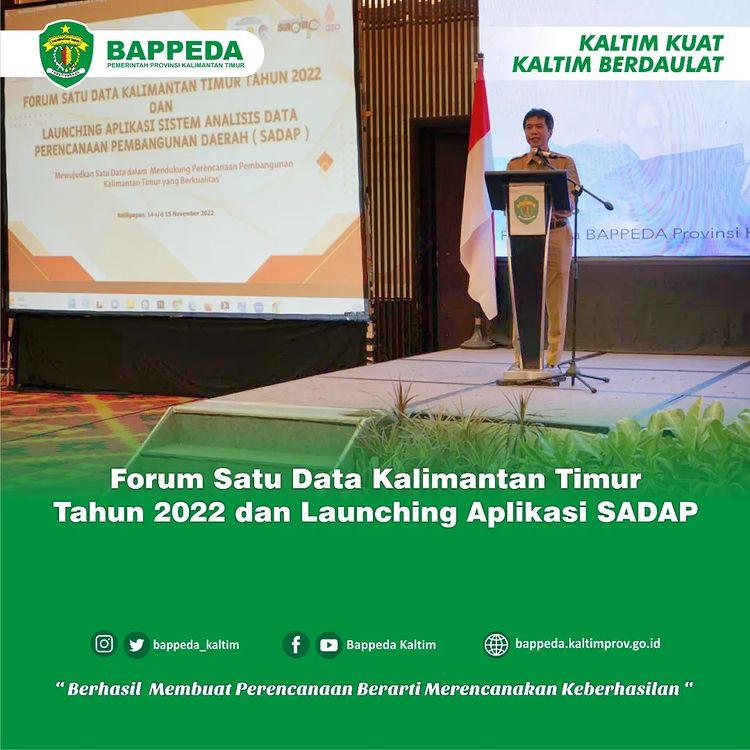 BAPPEDA
PEMERINTAH PROVINSI KALIMANTAN TIMUR
KALTIM KUAT
KALTIM BERDAULAT
FORUM SATU DATA KALIMANTAN TIMUR TAHUN 2022
DAN
LAUNCHING APLIKASI SISTEM ANALISIS DATA
PERENCANAAN PEMBANGUNAN DAERAH ( SADAP )
"Mewujudkan Satu Data dalam Mendukung Perencanaan Pembangunan
Kalimantan Timur yang Berkualitas"
Balikpapan, 14 s/d 15 November 2022
BAPPEDA Provinsi
Forum Satu Data Kalimantan Timur
Tahun 2022 dan Launching Aplikasi SADAP
bappeda_kaltim
Bappeda Kaltim
bappeda.kaltimprov.go.id
" Berhasil Membuat Perencanaan Berarti Merencanakan Keberhasilan "